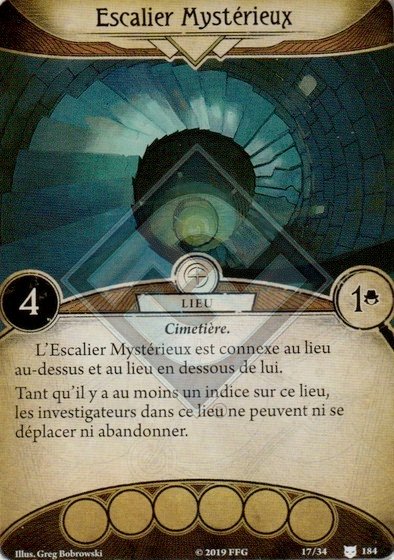 Escalier Mystérieux
4
1
LIEU
Cimetière.
L'Escalier Mystérieux est connexe au lieu
au-dessus et au lieu en dessous de lui.
Tant qu'il y a au moins un indice sur ce lieu,
les investigateurs dans ce lieu ne peuvent ni se
déplacer ni abandonner.
Illus. Greg Bobrowski
© 2019 FFG
17/34
184